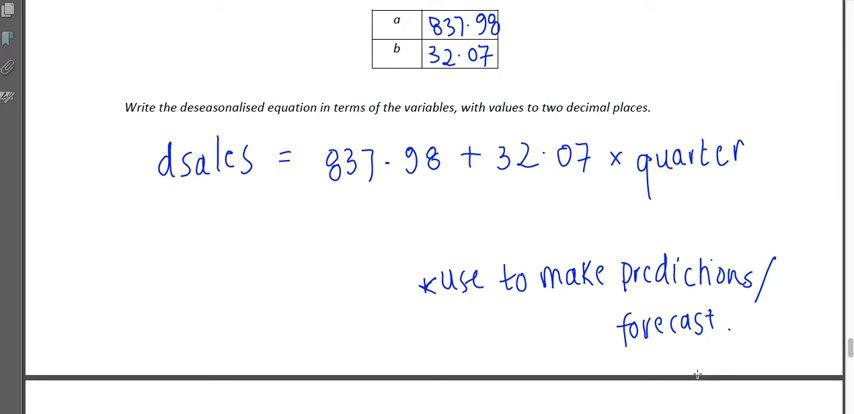 a 837.98
b 32.07
Write the deseasonalised equation in terms of the variables, with values to two decimal places.
dsales = 837.98 + 32.07 × quarter
*use to make predictions/
forecast.